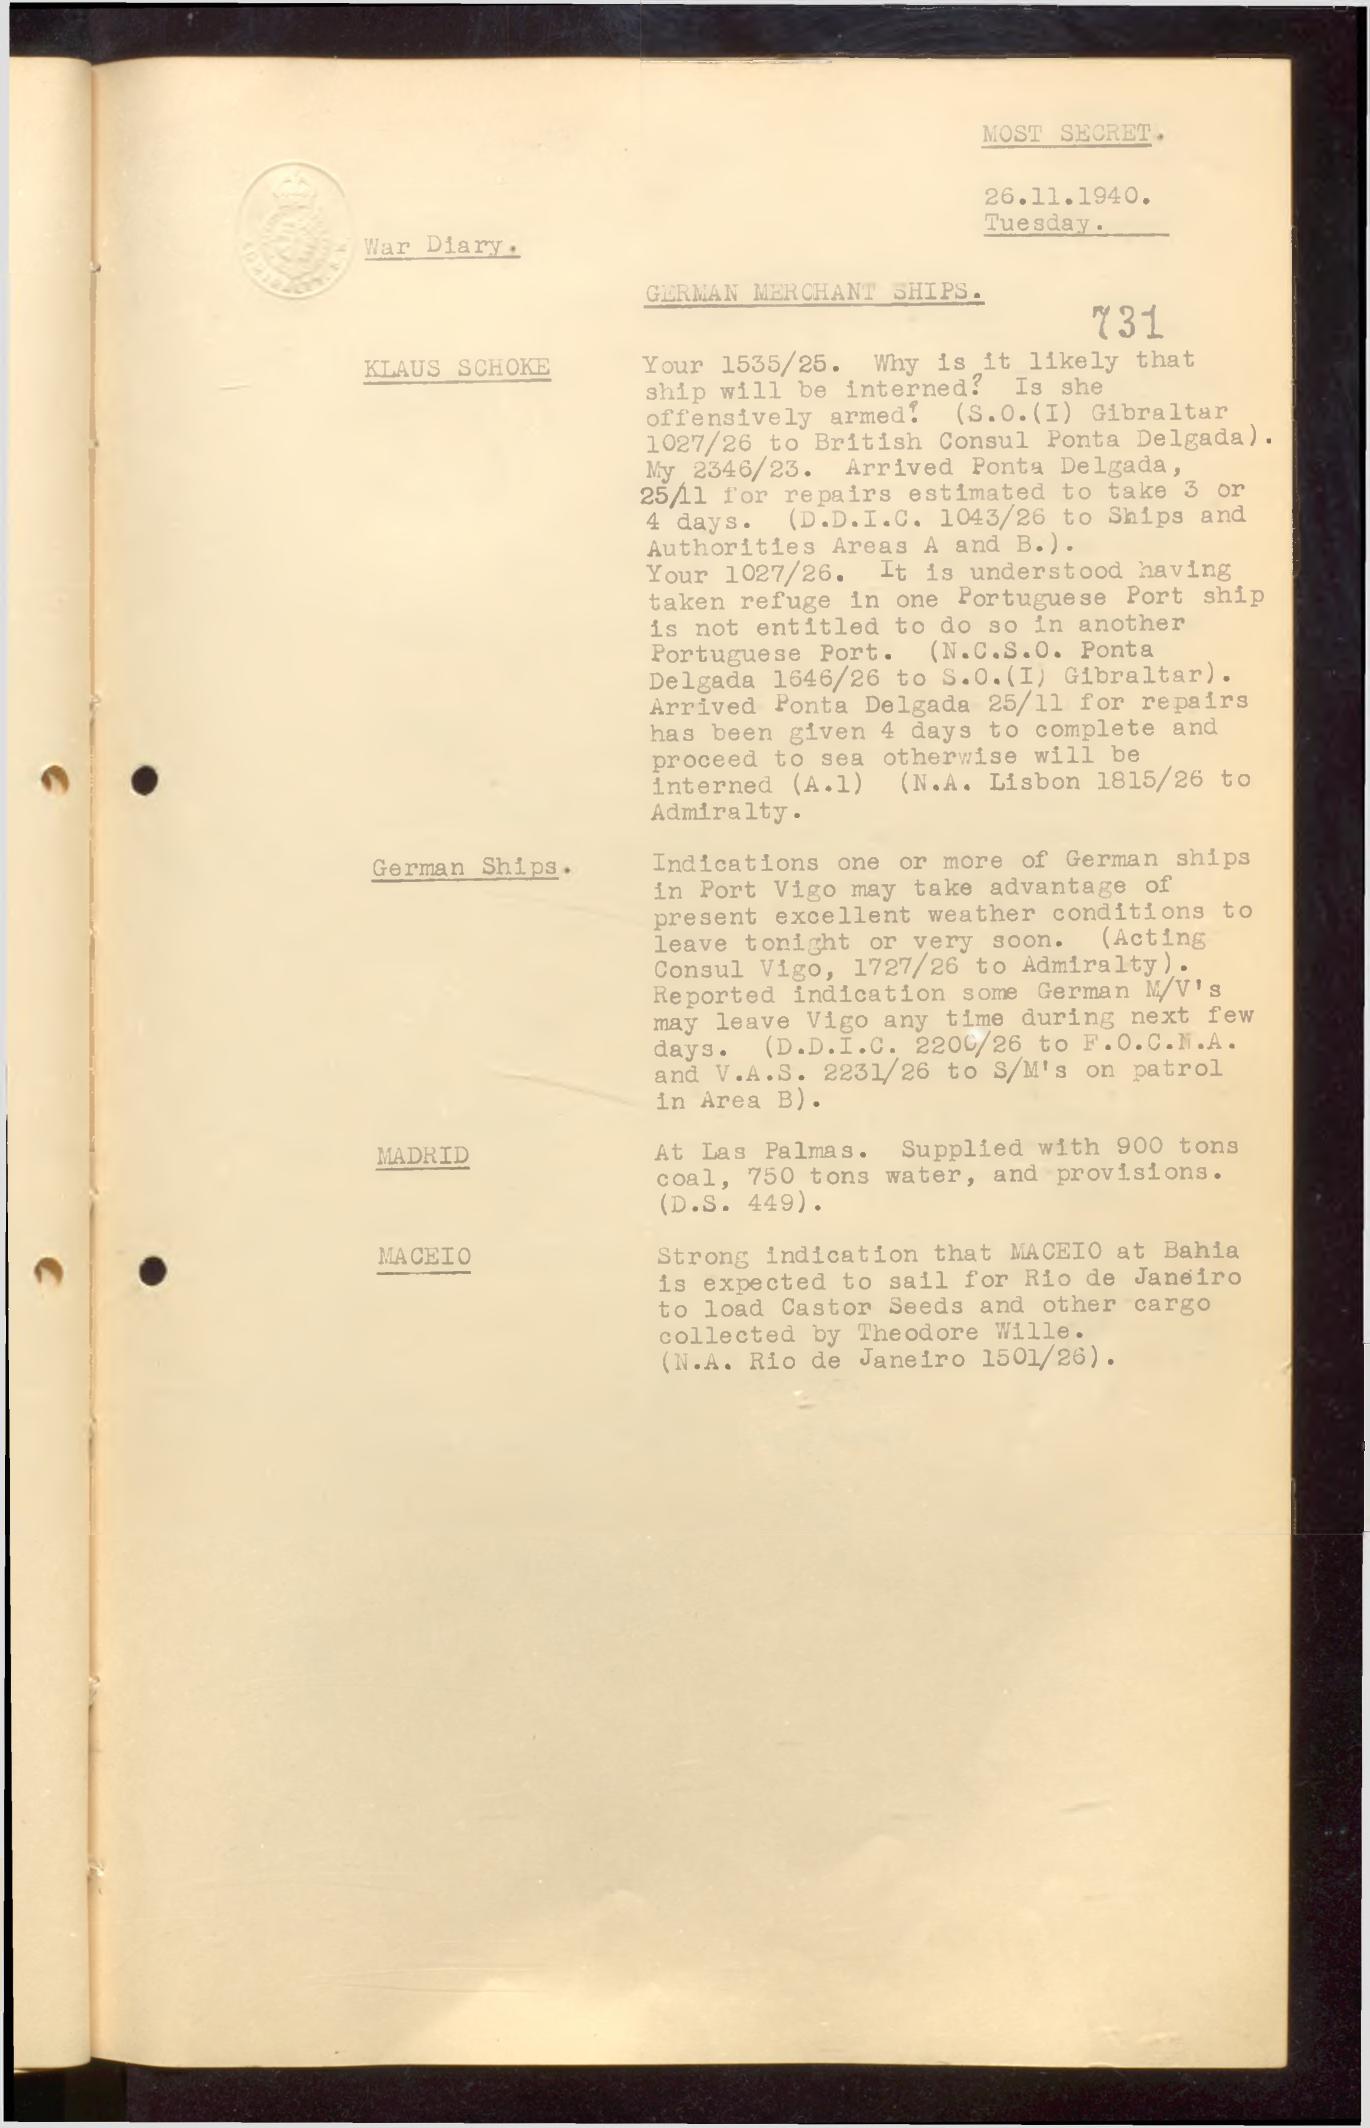 MOST SECRET.
26.11.1940.
Tuesday.
War Diary.
GERMAN MERCHANT SHIPS.
731
KLAUS SCHOKE
Your 1535/25. Why is it likely that
ship will be interned? Is she
offensively armed? (S.O.(I) Gibraltar
1027/26 to British Consul Ponta Delgada).
My 2346/23. Arrived Ponta Delgada,
25/11 for repairs estimated to take 3 or
4 days. (D.D.I.C. 1043/26 to Ships and
Authorities Areas A and B.).
Your 1027/26. It is understood having
taken refuge in one Portuguese Port ship
is not entitled to do so in another
Portuguese Port. (N.C.S.O. Ponta
Delgada 1646/26 to S.O.(I) Gibraltar).
Arrived Ponta Delgada 25/11 for repairs
has been given 4 days to complete and
proceed to sea otherwise will be
interned (A.1) (N.A. Lisbon 1815/26 to
Admiralty.
German Ships.
Indications one or more of German ships
in Port Vigo may take advantage of
present excellent weather conditions to
leave tonight or very soon. (Acting
Consul Vigo, 1727/26 to Admiralty).
Reported indication some German M/V's
may leave Vigo any time during next few
days. (D.D.I.C. 2200/26 to F.O.C.N.A.
and V.A.S. 2231/26 to S/M's on patrol
in Area B).
MADRID
At Las Palmas. Supplied with 900 tons
coal, 750 tons water, and provisions.
(D.S. 449).
MACEIO
Strong indication that MACEIO at Bahia
is expected to sail for Rio de Janeiro
to load Castor Seeds and other cargo
collected by Theodore Wille.
(N.A. Rio de Janeiro 1501/26).